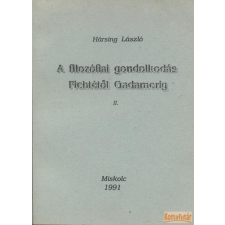 Hársing László
A filozófiai gondolkodás
Fichtétől Gadamerig
II.
Miskolc
1991